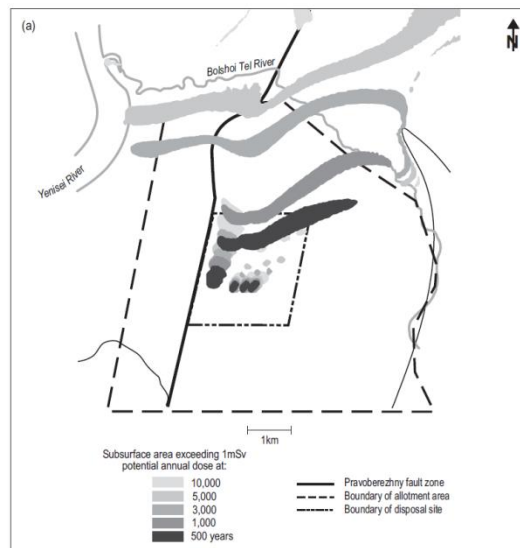 (a)
N
Bolshoi Tel River
Yenisei River
1km
Subsurface area exceeding 1mSv
potential annual dose at:
10,000
5,000
3,000
1,000
500 years
Pravoberezhny fault zone
Boundary of allotment area
Boundary of disposal site